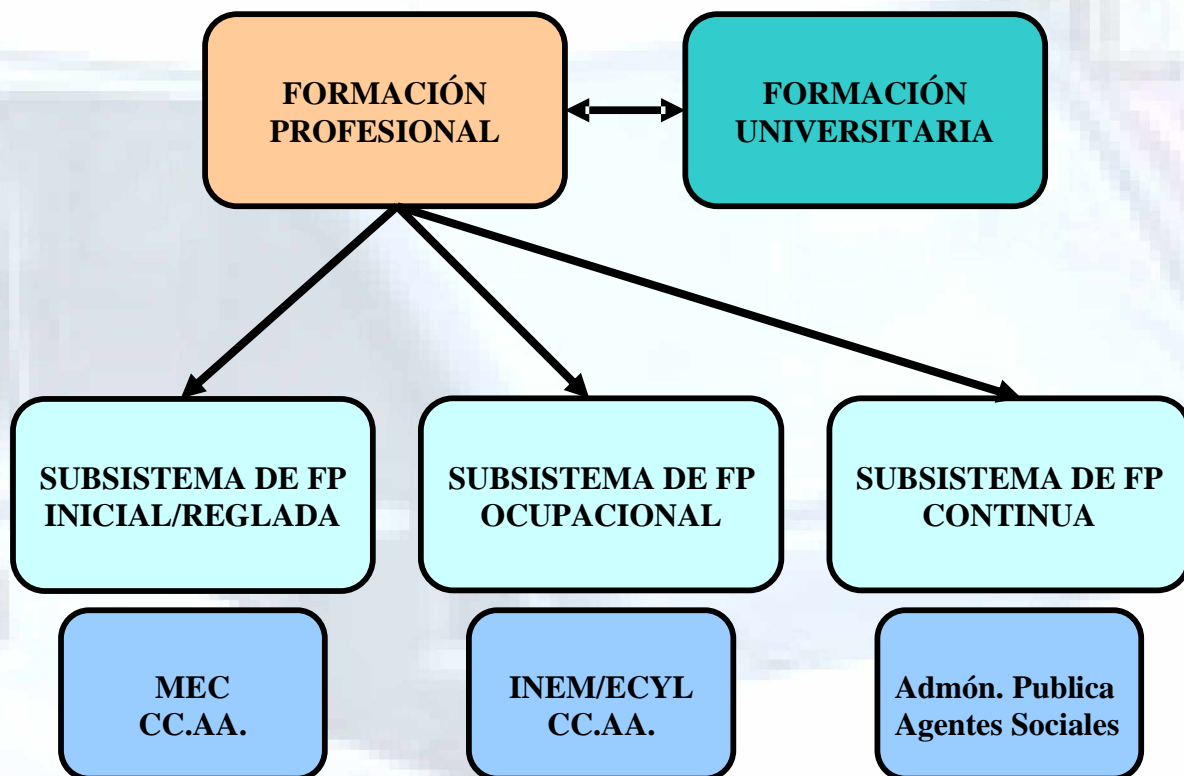 FORMACIÓN
PROFESIONAL
FORMACIÓN
UNIVERSITARIA
SUBSISTEMA DE FP
INICIAL/REGLADA
SUBSISTEMA DE FP
OCUPACIONAL
SUBSISTEMA DE FP
CONTINUA
MEC
CC.AA.
INEM/ECYL
CC.AA.
Admón. Publica
Agentes Sociales